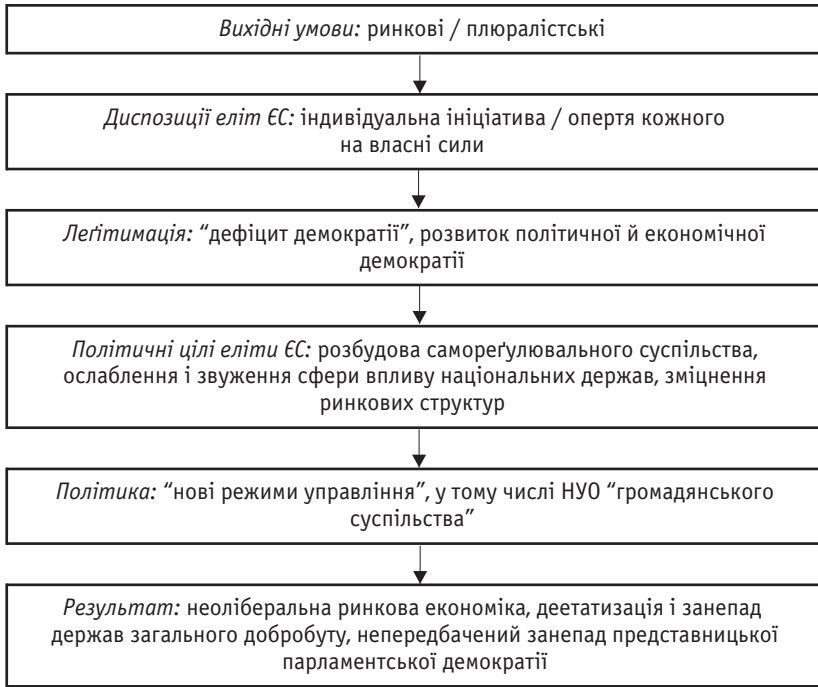 Вихідні умови: ринкові / плюралістські
Диспозиції еліт ЄС: індивідуальна ініціатива / опертя кожного
на власні сили
Леґітимація: “дефіцит демократії”, розвиток політичної й економічної
демократії
Політичні цілі еліти ЄС: розбудова самореґулювального суспільства,
ослаблення і звуження сфери впливу національних держав, зміцнення
ринкових структур
Політика: “нові режими управління”, у тому числі НУО “громадянського
суспільства”
Результат: неоліберальна ринкова економіка, деетатизація і занепад
держав загального добробуту, непередбачений занепад представницької
парламентської демократії